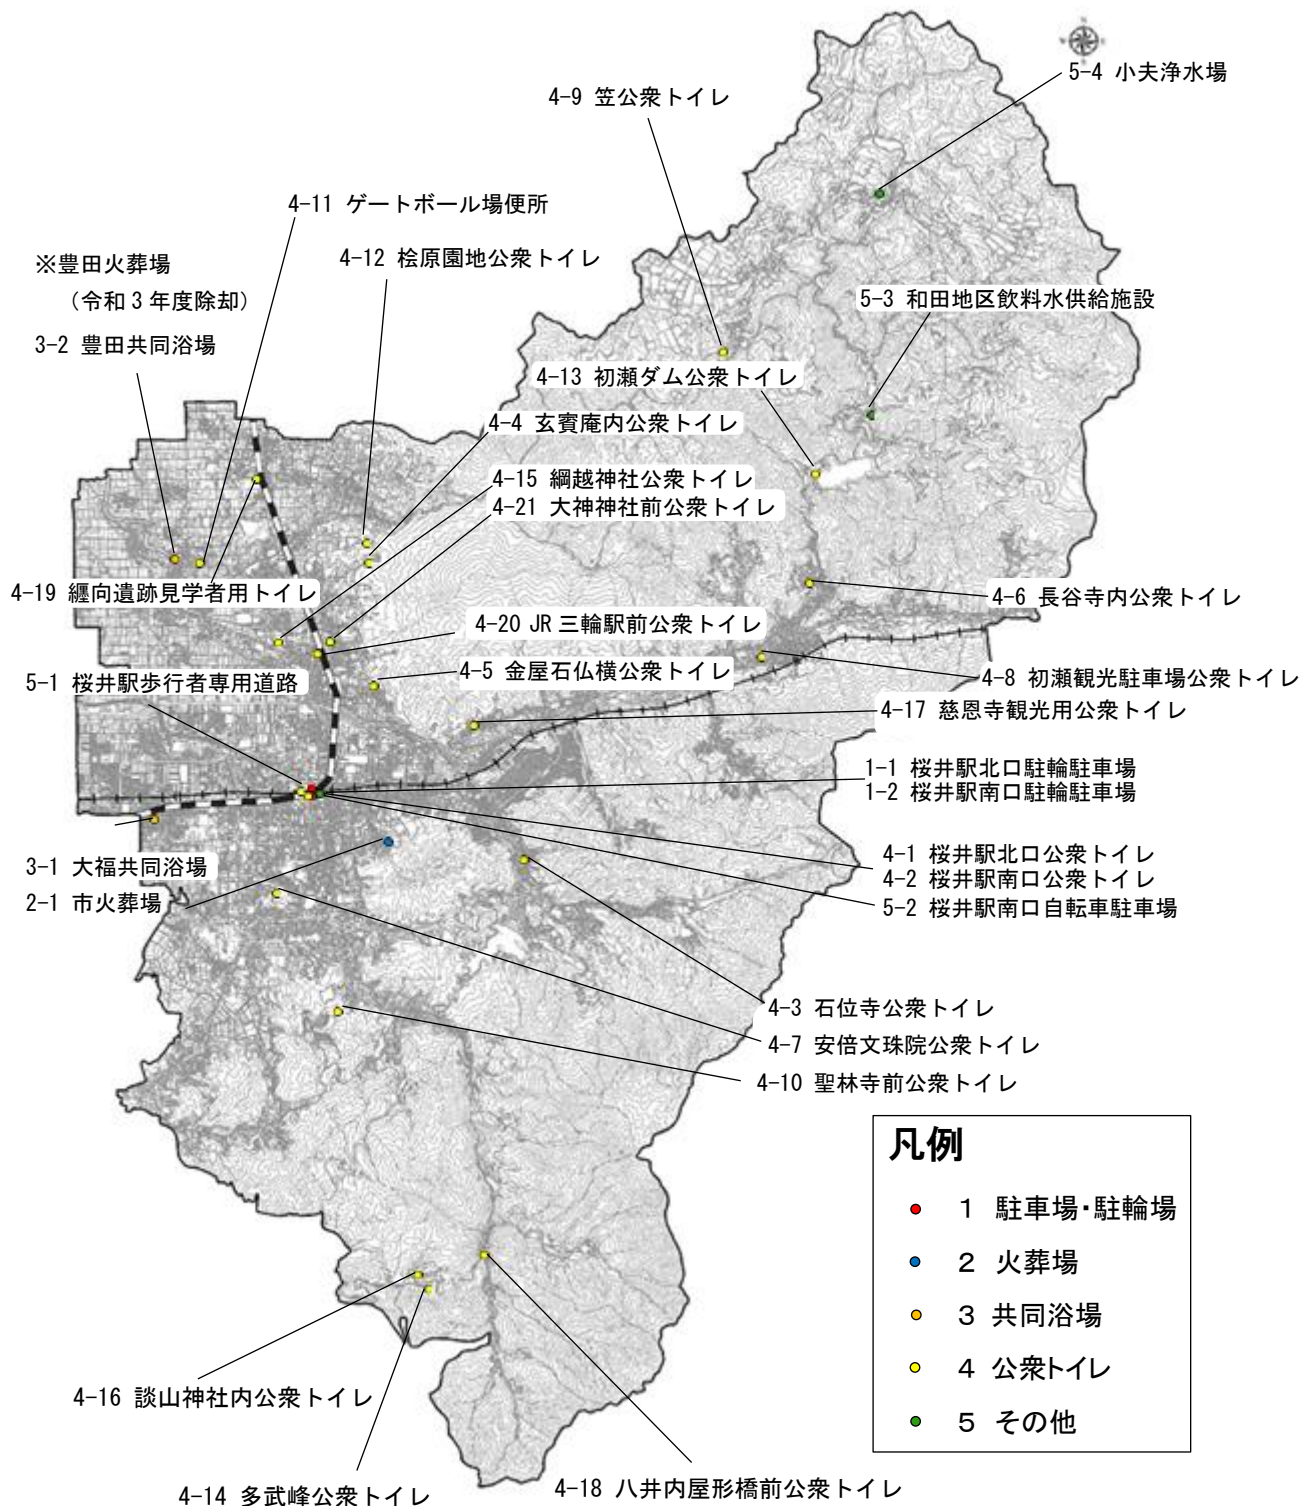 5-4 小夫浄水場
4-9 笠公衆トイレ
4-11 ゲートボール場便所
4-12 桧原園地公衆トイレ
※豊田火葬場
（令和3年度除却）
3-2 豊田共同浴場
5-3 和田地区飲料水供給施設
4-13 初瀬ダム公衆トイレ
4-4 玄賓庵内公衆トイレ
4-15 綱越神社公衆トイレ
4-21 大神神社前公衆トイレ
4-19 纒向遺跡見学者用トイレ
4-6 長谷寺内公衆トイレ
4-20 JR三輪駅前公衆トイレ
4-5 金屋石仏横公衆トイレ
4-8 初瀬観光駐車場公衆トイレ
5-1 桜井駅歩行者専用道路
4-17 慈恩寺観光用公衆トイレ
1-1 桜井駅北口駐輪駐車場
1-2 桜井駅南口駐輪駐車場
4-1 桜井駅北口公衆トイレ
4-2 桜井駅南口公衆トイレ
5-2 桜井駅南口自転車駐車場
3-1 大福共同浴場
2-1 市火葬場
4-3 石位寺公衆トイレ
4-7 安倍文珠院公衆トイレ
4-10 聖林寺前公衆トイレ
凡例
1 駐車場・駐輪場
2 火葬場
3 共同浴場
4 公衆トイレ
5 その他
4-16 談山神社内公衆トイレ
4-14 多武峰公衆トイレ
4-18 八井内屋形橋前公衆トイレ